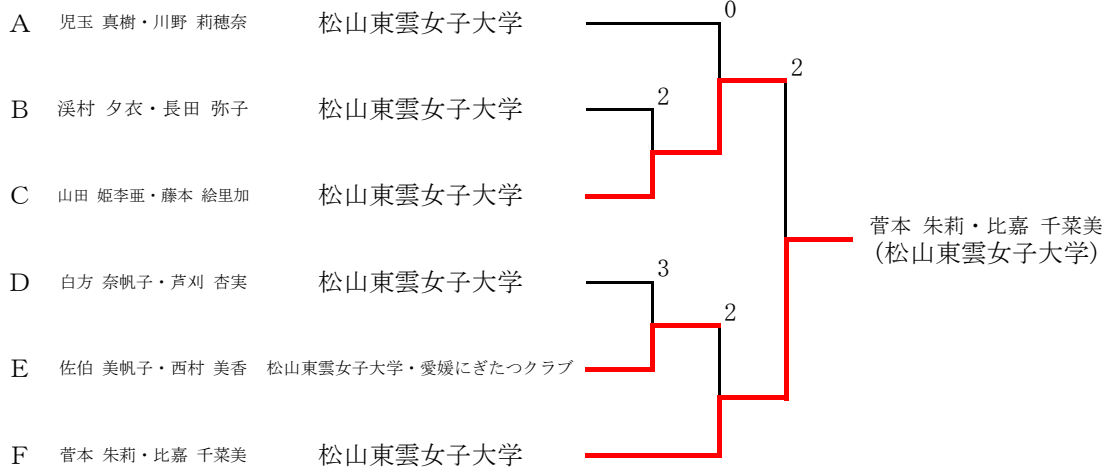 A 児玉 真樹・川野 莉穂奈 松山東雲女子大学
0
2
B 渓村 夕衣・長田 弥子 松山東雲女子大学
2
C 山田 姫李亜・藤本 絵里加 松山東雲女子大学
菅本 朱莉・比嘉 千菜美
(松山東雲女子大学)
D 白方 奈帆子・芦刈 杏実 松山東雲女子大学
3
2
E 佐伯 美帆子・西村 美香 松山東雲女子大学・愛媛にぎたつクラブ
F 菅本 朱莉・比嘉 千菜美 松山東雲女子大学